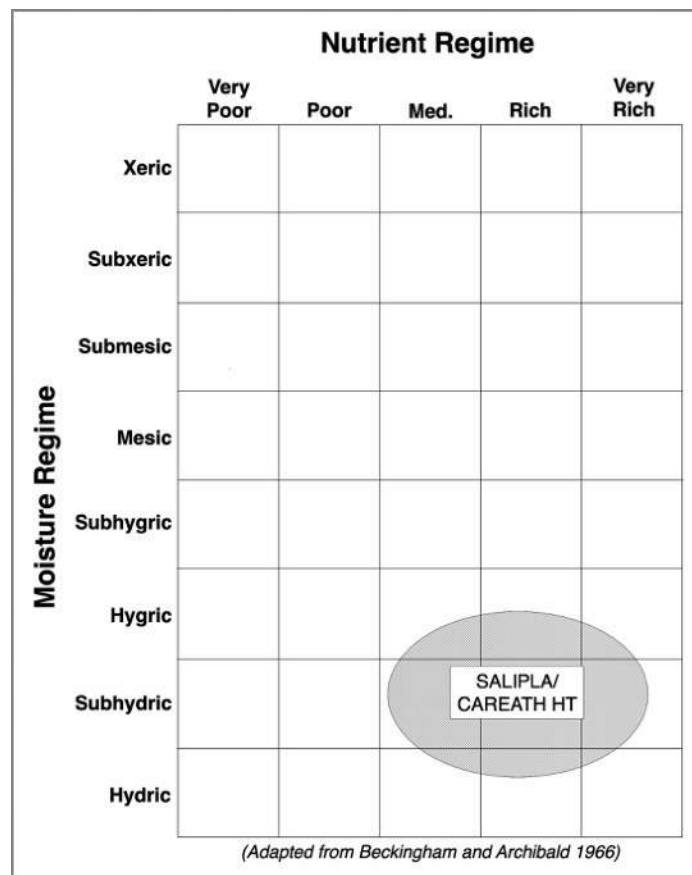 Nutrient Regime
Very Poor
Poor
Med.
Rich
Very Rich
Moisture Regime
Xeric
Subxeric
Submesic
Mesic
Subhygric
Hygric
Subhydric
Hydric
SALIPLA/
CAREATH HT
(Adapted from Beckingham and Archibald 1966)